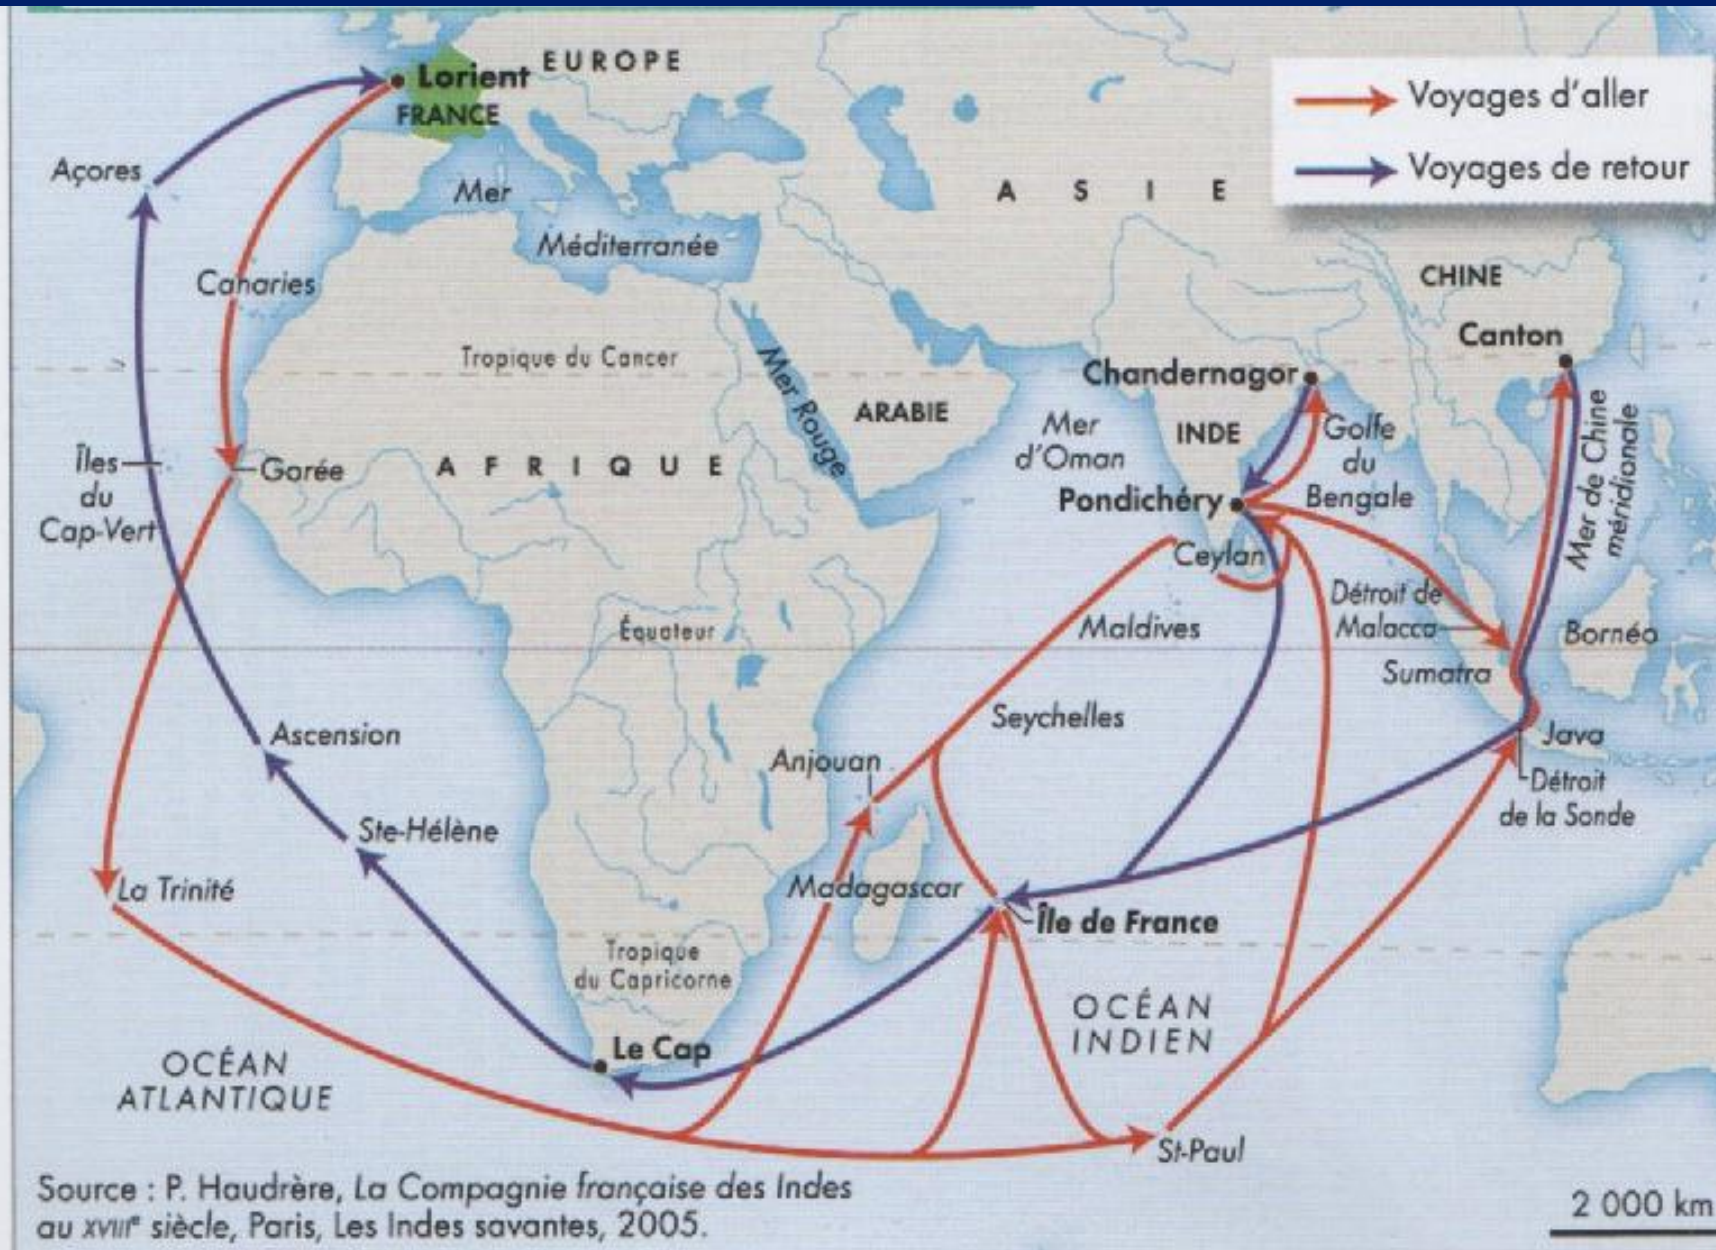 EUROPE
Lorient
FRANCE
Voyages d'aller
Voyages de retour
Açores
Mer
Méditerranée
A S I E
Canaries
CHINE
Canton
Tropique du Cancer
Mer Rouge
ARABIE
Chandernagor
Mer
d'Oman
INDE
Golfe
du
Bengale
Mer de Chine
méridionale
Îles
du
Cap-Vert
Gorée
A F R I Q U E
Pondichéry
Ceylan
Détroit de
Malacca
Maldives
Bornéo
Équateur
Sumatra
Seychelles
Ascension
Anjouan
Java
Détroit
de la Sonde
Ste-Hélène
La Trinité
Madagascar
Île de France
Tropique
du Capricorne
OCÉAN
INDIEN
Le Cap
OCÉAN
ATLANTIQUE
St-Paul
Source : P. Haudrère, La Compagnie française des Indes
au XVIIIe siècle, Paris, Les Indes savantes, 2005.
2 000 km